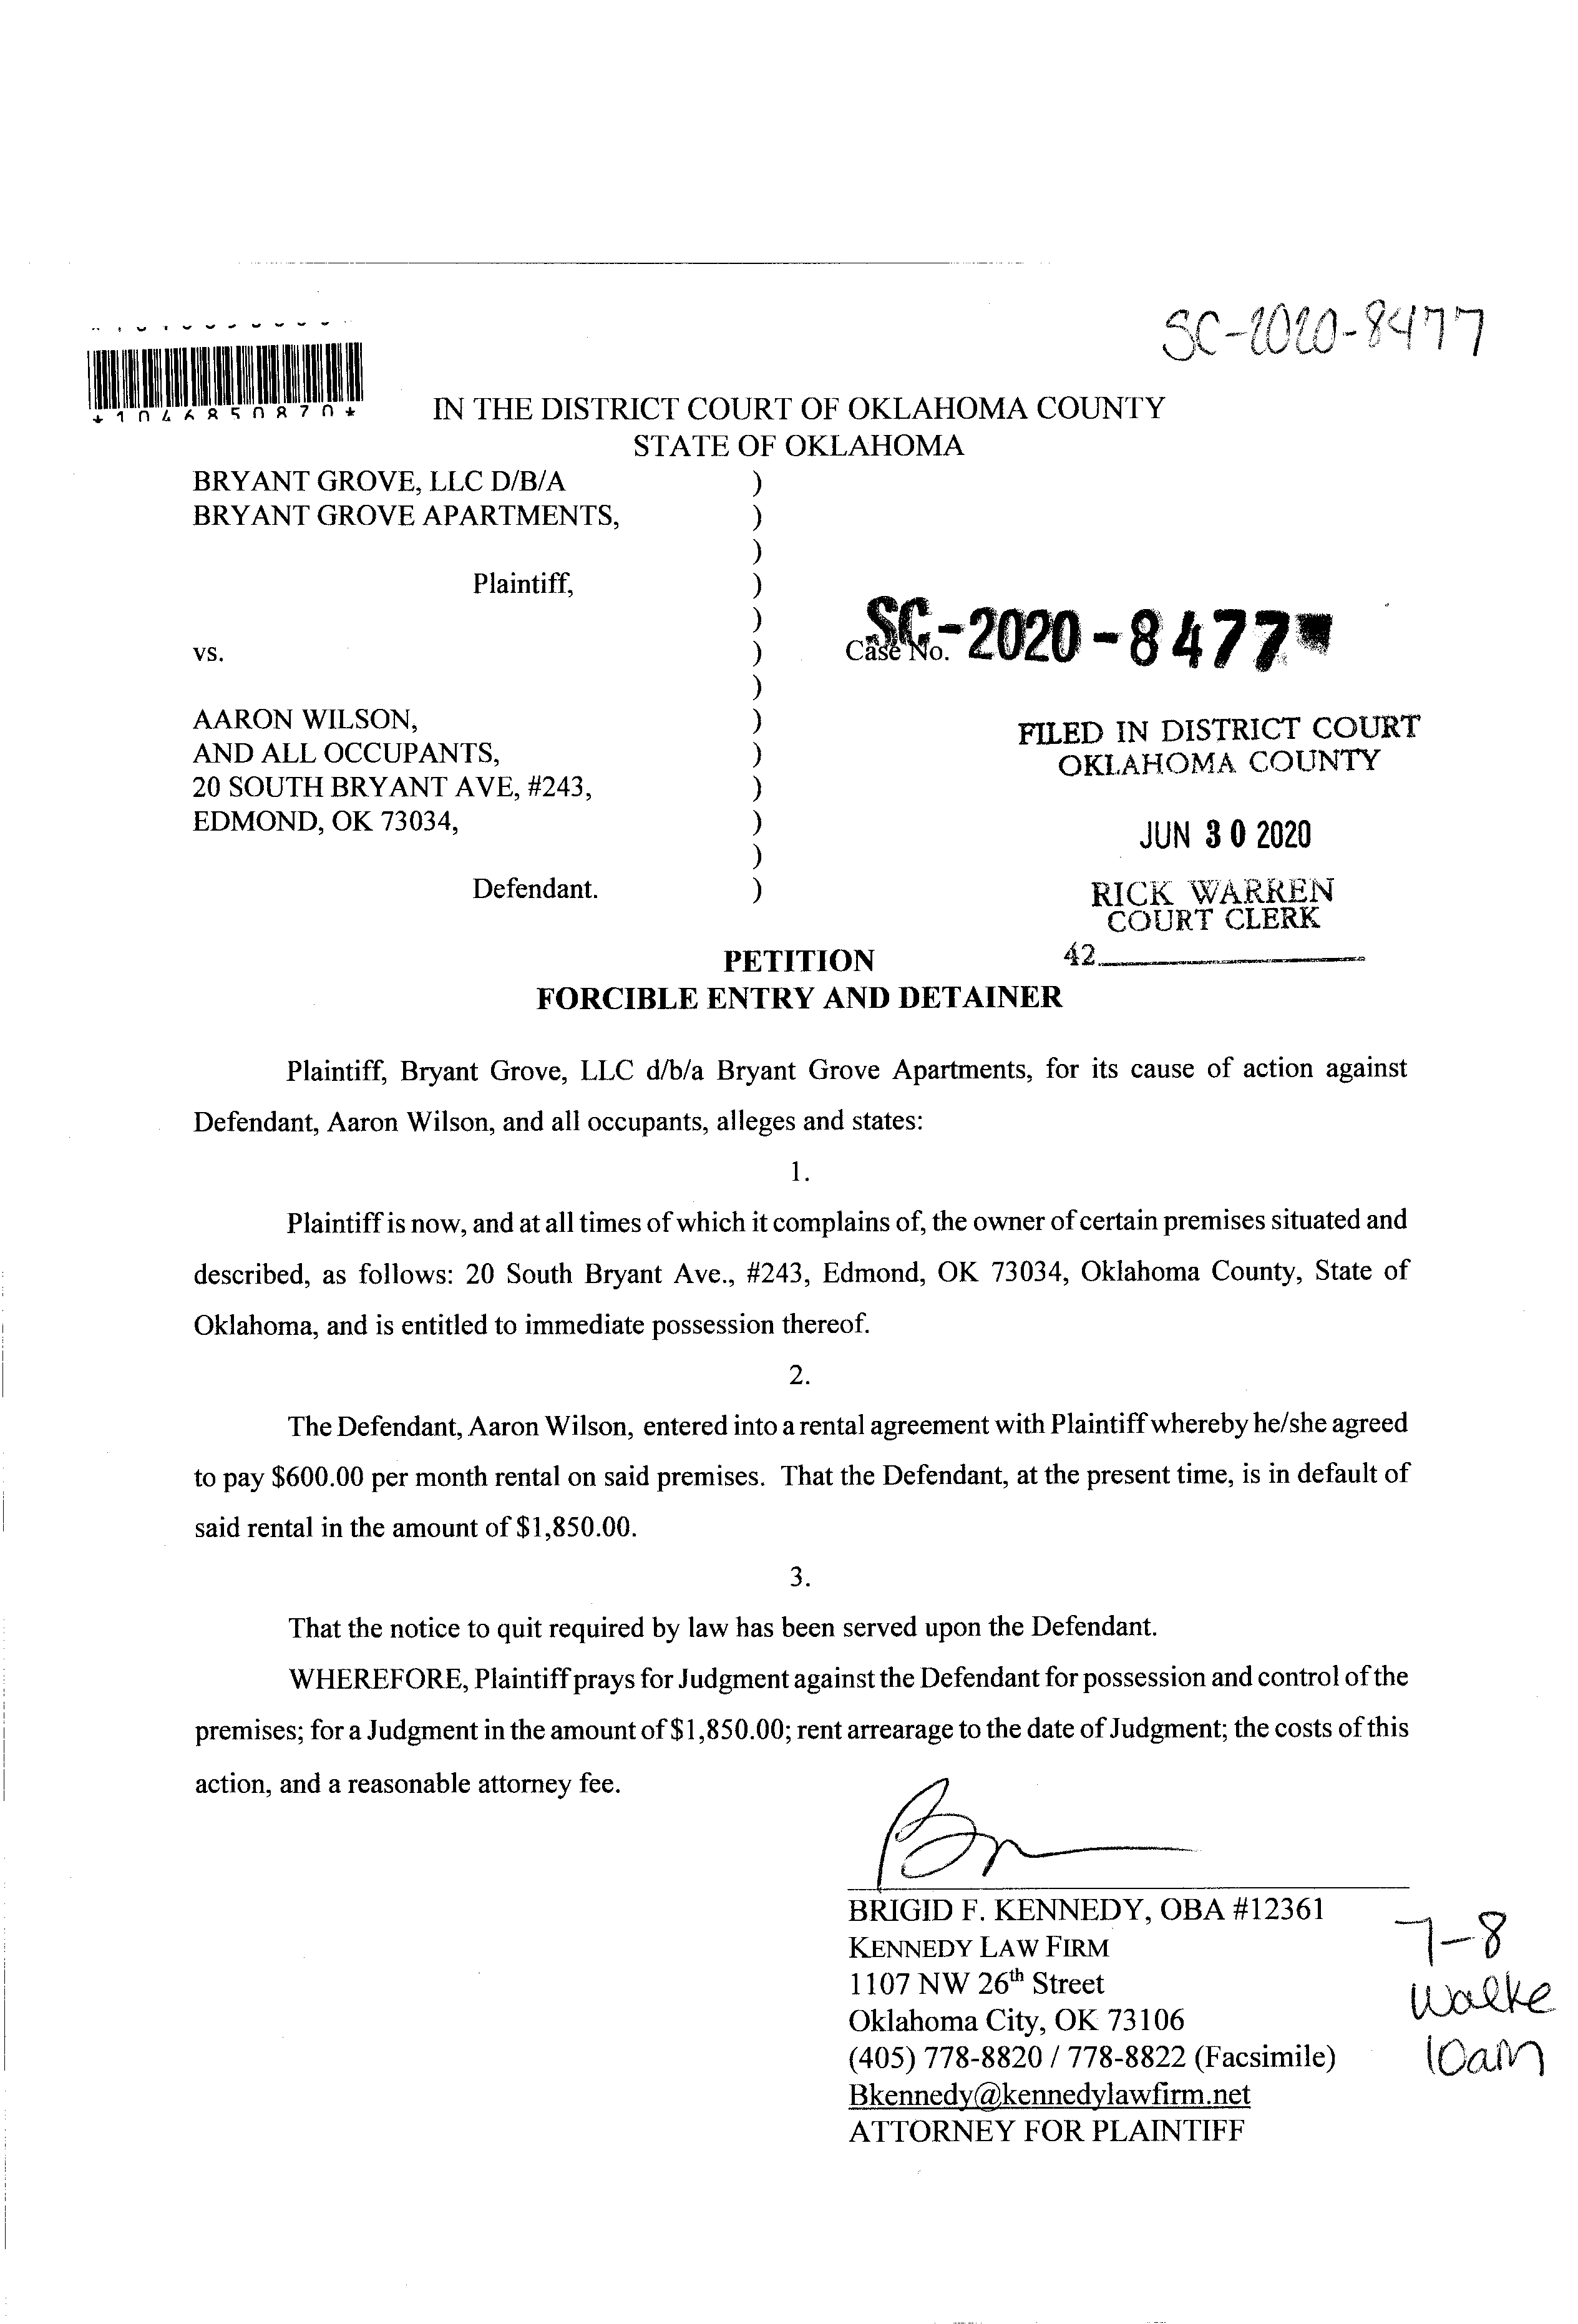 SC-2020-8477
*1046850870*
IN THE DISTRICT COURT OF OKLAHOMA COUNTY
STATE OF OKLAHOMA
BRYANT GROVE, LLC D/B/A )
BRYANT GROVE APARTMENTS, )
)
Plaintiff, )
)
vs. )
)
AARON WILSON, )
AND ALL OCCUPANTS, )
20 SOUTH BRYANT AVE, #243, )
EDMOND, OK 73034, )
)
Defendant. )
Case No. SC-2020-8477
FILED IN DISTRICT COURT
OKLAHOMA COUNTY
JUN 30 2020
RICK WARREN
COURT CLERK
42
PETITION
FORCIBLE ENTRY AND DETAINER
Plaintiff, Bryant Grove, LLC d/b/a Bryant Grove Apartments, for its cause of action against
Defendant, Aaron Wilson, and all occupants, alleges and states:
1.
Plaintiff is now, and at all times of which it complains of, the owner of certain premises situated and
described, as follows: 20 South Bryant Ave., #243, Edmond, OK 73034, Oklahoma County, State of
Oklahoma, and is entitled to immediate possession thereof.
2.
The Defendant, Aaron Wilson, entered into a rental agreement with Plaintiff whereby he/she agreed
to pay $600.00 per month rental on said premises. That the Defendant, at the present time, is in default of
said rental in the amount of $1,850.00.
3.
That the notice to quit required by law has been served upon the Defendant.
WHEREFORE, Plaintiff prays for Judgment against the Defendant for possession and control of the
premises; for a Judgment in the amount of $1,850.00; rent arrearage to the date of Judgment; the costs of this
action, and a reasonable attorney fee.
BRIGID F. KENNEDY, OBA #12361
KENNEDY LAW FIRM
1107 NW 26th Street
Oklahoma City, OK 73106
(405) 778-8820 / 778-8822 (Facsimile)
Bkennedy@kennedylawfirm.net
ATTORNEY FOR PLAINTIFF
7-8
Walke
10am